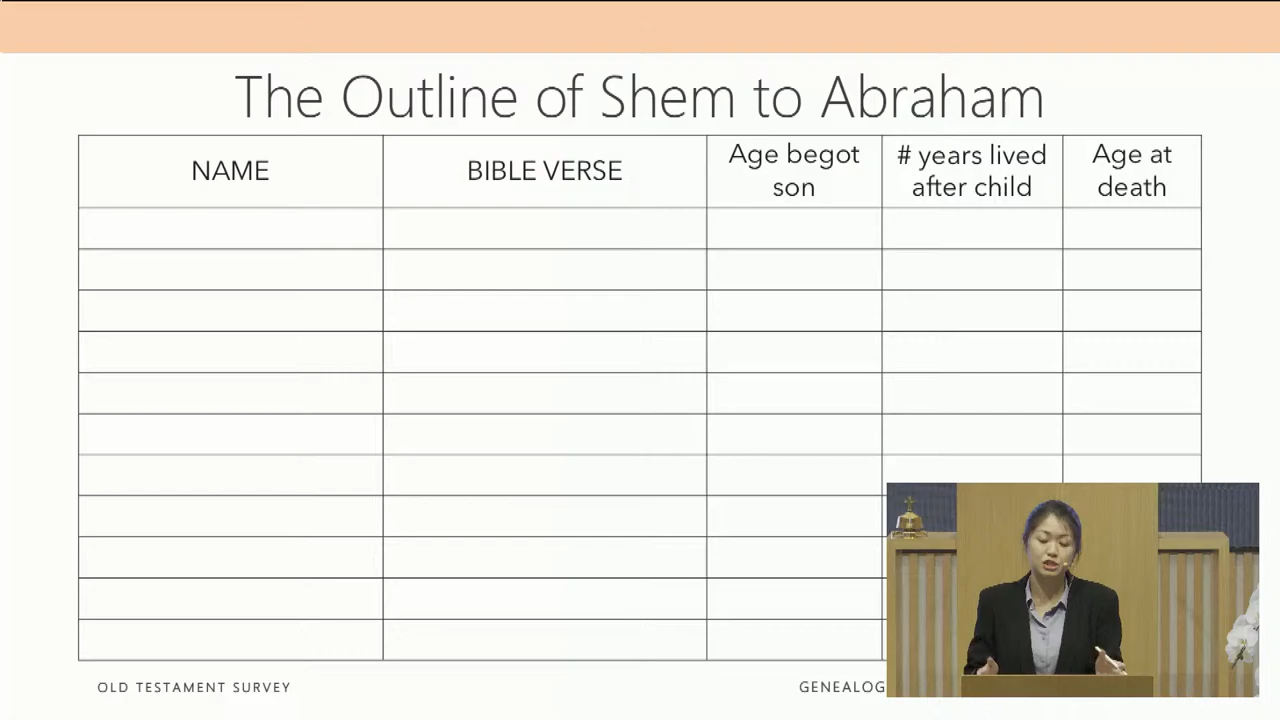 The Outline of Shem to Abraham
NAME
BIBLE VERSE
Age begot
son
# years lived
after child
Age at
death
OLD TESTAMENT SURVEY
GENEALOG